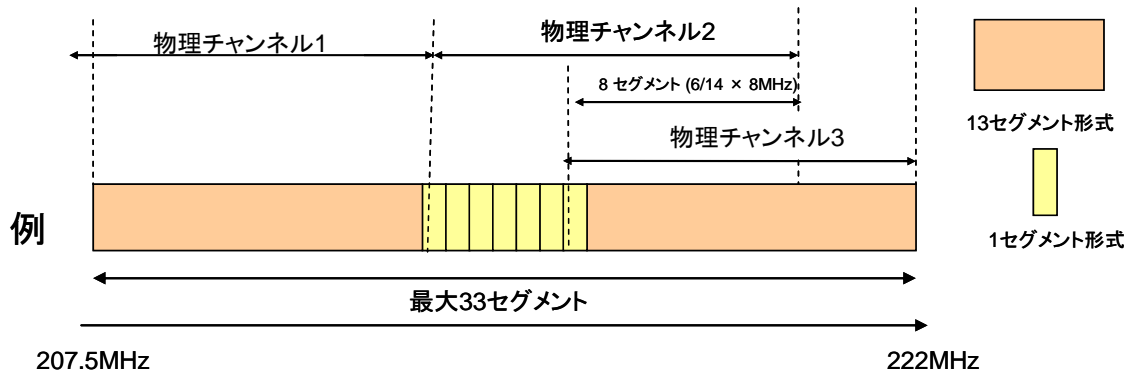 物理チャンネル1
物理チャンネル2
8 セグメント (6/14 × 8MHz)
物理チャンネル3
13セグメント形式
1セグメント形式
例
最大33セグメント
207.5MHz
222MHz